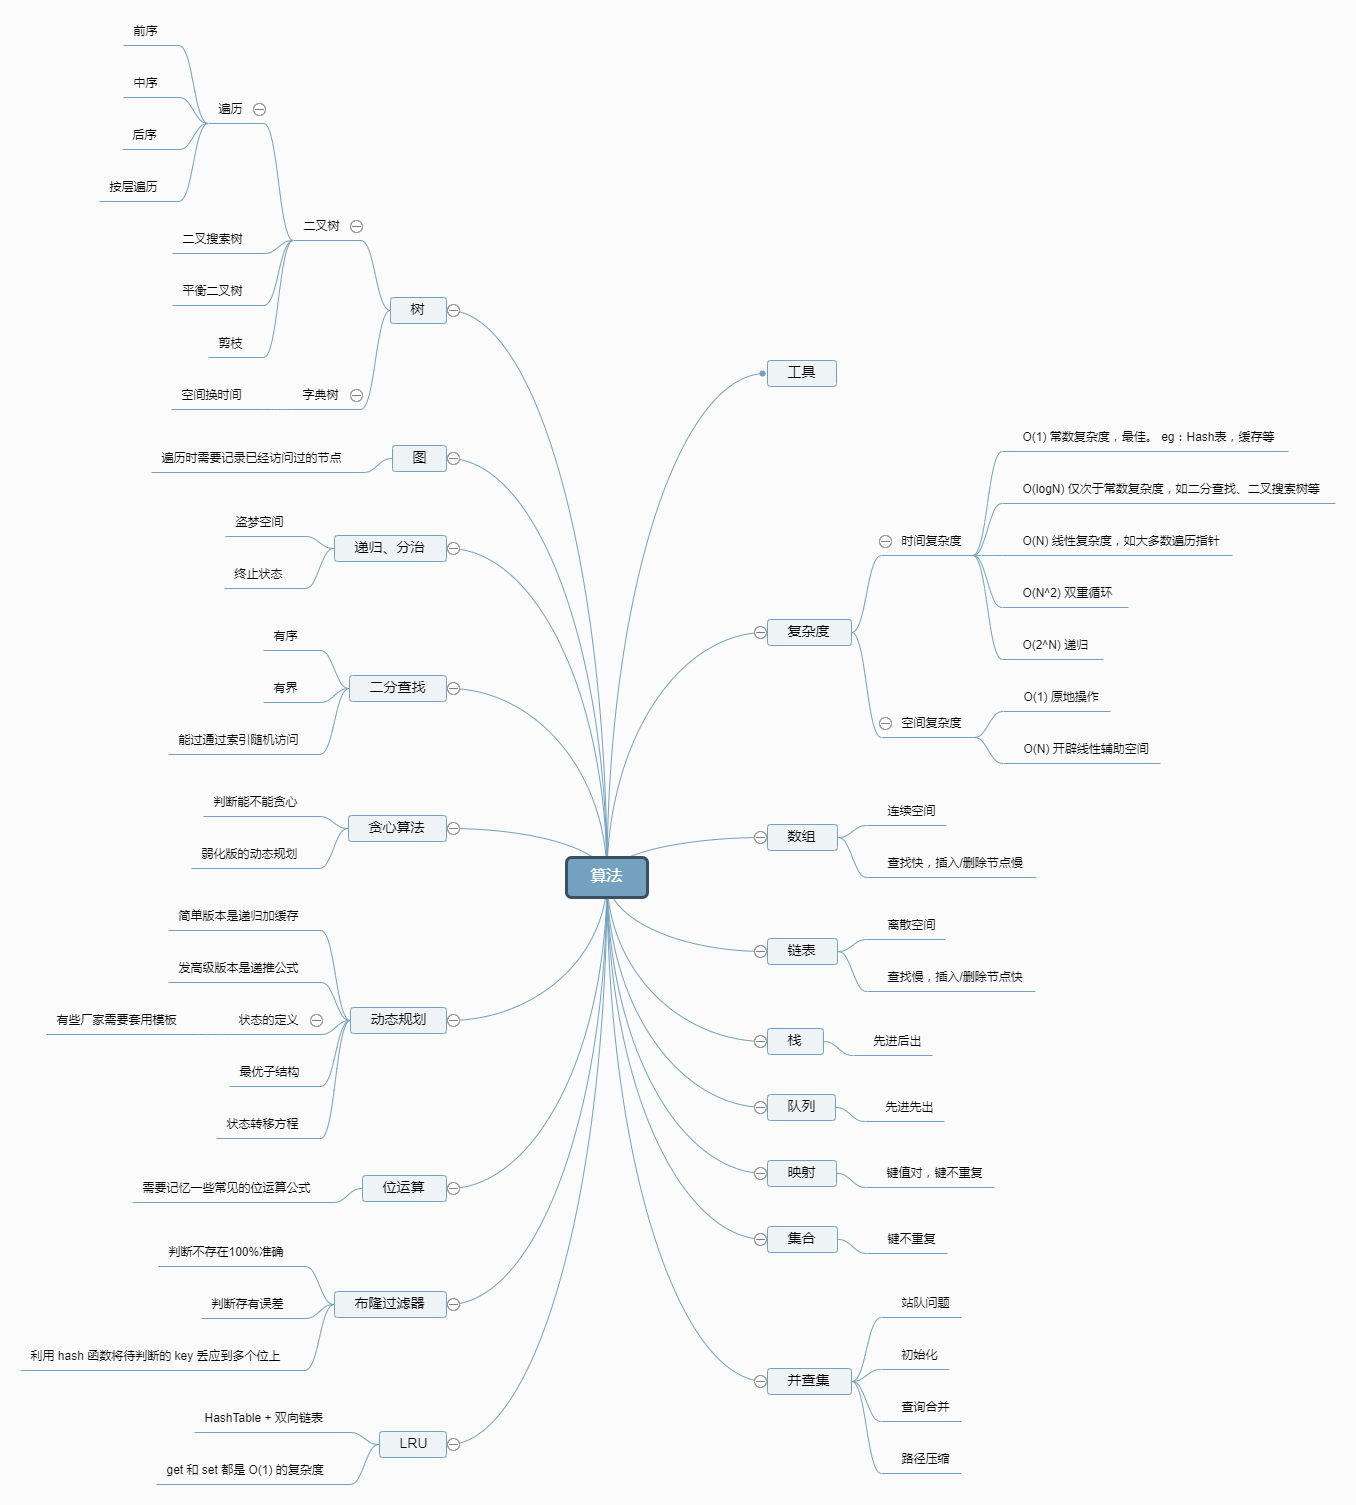 算法
工具
复杂度
时间复杂度
O(1) 常数复杂度，最佳。 eg：Hash表，缓存等
O(logN) 仅次于常数复杂度，如二分查找、二叉搜索树等
O(N) 线性复杂度，如大多数遍历指针
O(N^2) 双重循环
O(2^N) 递归
空间复杂度
O(1) 原地操作
O(N) 开辟线性辅助空间
数组
连续空间
查找快，插入/删除节点慢
链表
离散空间
查找慢，插入/删除节点快
栈
先进后出
队列
先进先出
映射
键值对，键不重复
集合
键不重复
并查集
站队问题
初始化
查询合并
路径压缩
树
二叉树
遍历
前序
中序
后序
按层遍历
二叉搜索树
平衡二叉树
剪枝
字典树
空间换时间
图
遍历时需要记录已经访问过的节点
递归、分治
盗梦空间
终止状态
二分查找
有序
有界
能过通过索引随机访问
贪心算法
判断能不能贪心
弱化版的动态规划
动态规划
简单版本是递归加缓存
发高级版本是递推公式
状态的定义
有些厂家需要套用模板
最优子结构
状态转移方程
位运算
需要记忆一些常见的位运算公式
布隆过滤器
判断不存在100%准确
判断存有误差
利用 hash 函数将待判断的 key 丢应到多个位上
LRU
HashTable + 双向链表
get 和 set 都是 O(1) 的复杂度